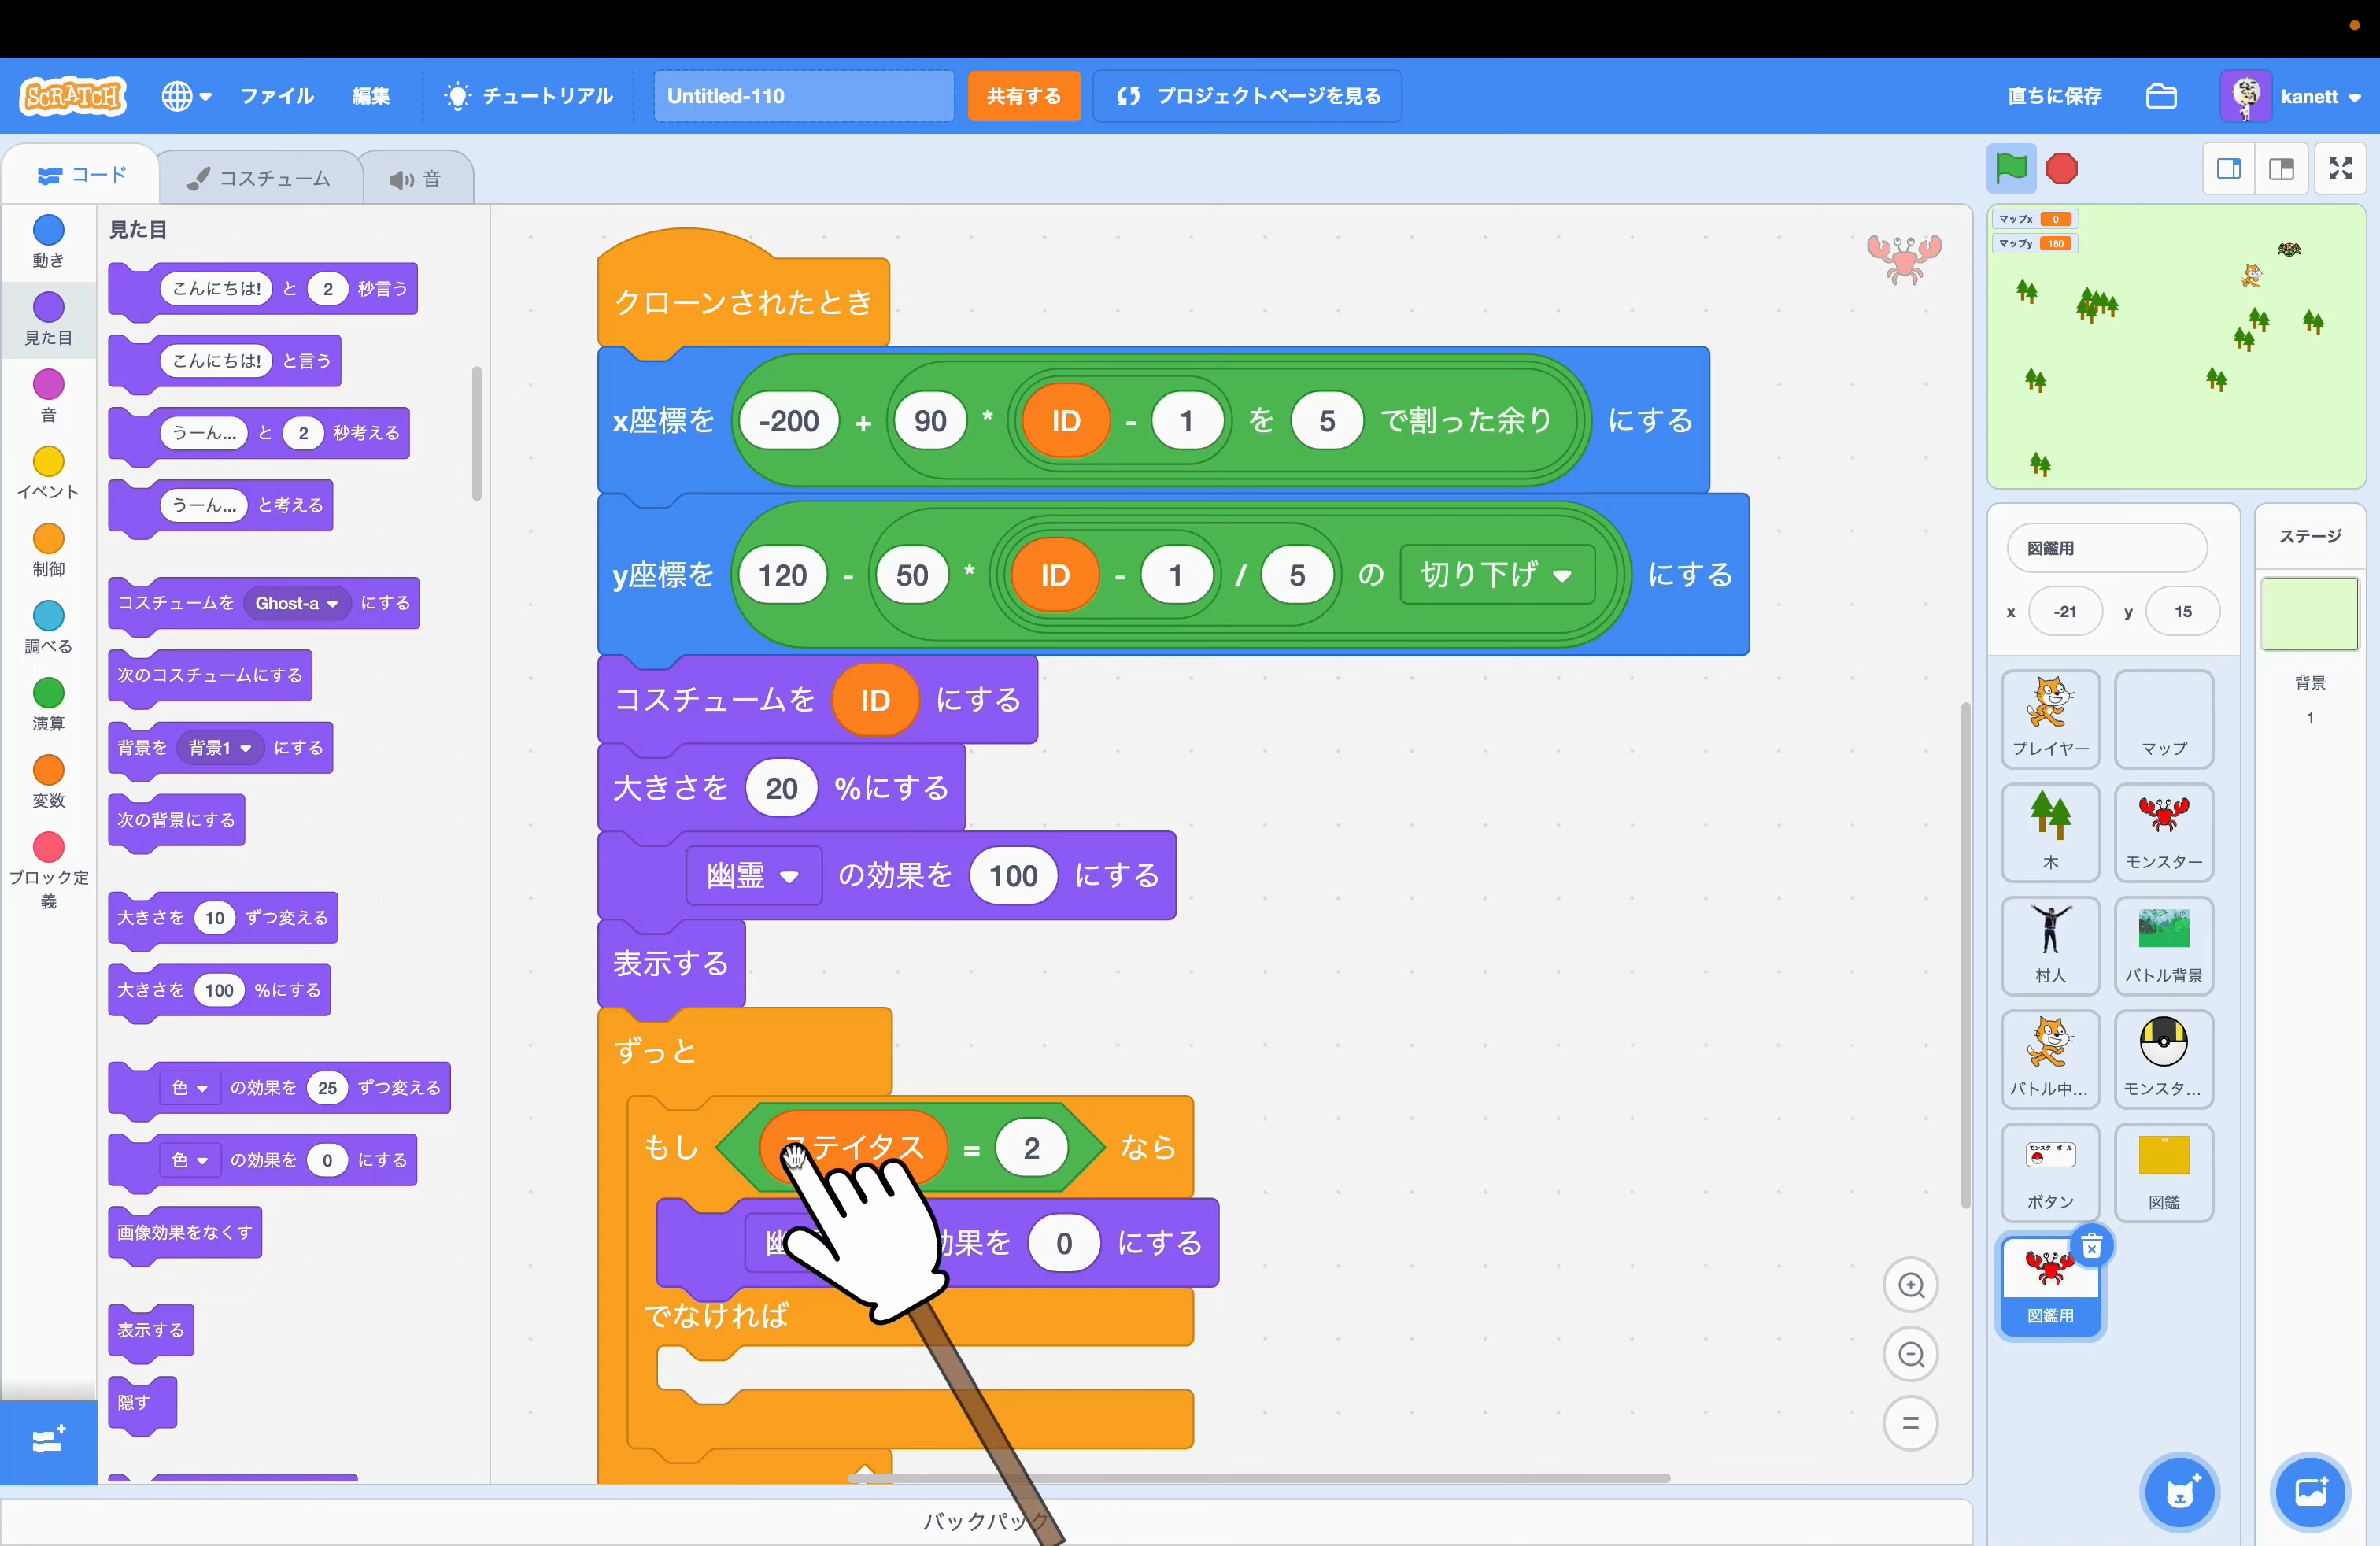 SCRATCH
ファイル
編集
チュートリアル
Untitled-110
共有する
プロジェクトページを見る
直ちに保存
kanett
コード
コスチューム
音
動き
見た目
音
イベント
制御
調べる
演算
変数
ブロック定義
見た目
こんにちは! と 2 秒言う
こんにちは! と言う
うーん... と 2 秒考える
うーん... と考える
コスチュームを Ghost-a にする
次のコスチュームにする
背景を 背景1 にする
次の背景にする
大きさを 10 ずつ変える
大きさを 100 %にする
色 の効果を 25 ずつ変える
色 の効果を 0 にする
画像効果をなくす
表示する
隠す
クローンされたとき
x座標を -200 + 90 * ID - 1 を 5 で割った余り にする
y座標を 120 - 50 * ID - 1 / 5 の 切り下げ にする
コスチュームを ID にする
大きさを 20 %にする
幽霊 の効果を 100 にする
表示する
ずっと
もし ステイタス = 2 なら
効果を 0 にする
でなければ
バックパック
マップx 0
マップy 180
図鑑用
x -21 y 15
プレイヤー
マップ
木
モンスター
村人
バトル背景
バトル中...
モンスタ...
モンスターボール
ボタン
図鑑
図鑑用
ステージ
背景
1